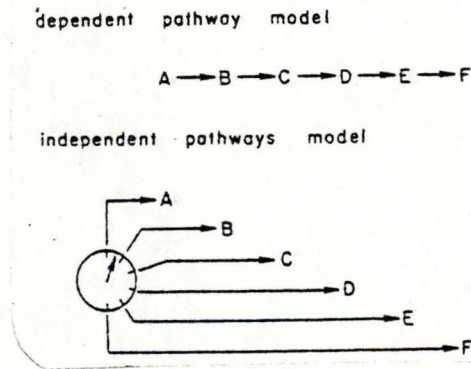 dependent pathway model
A → B → C → D → E → F
independent pathways model
A
B
C
D
E
F